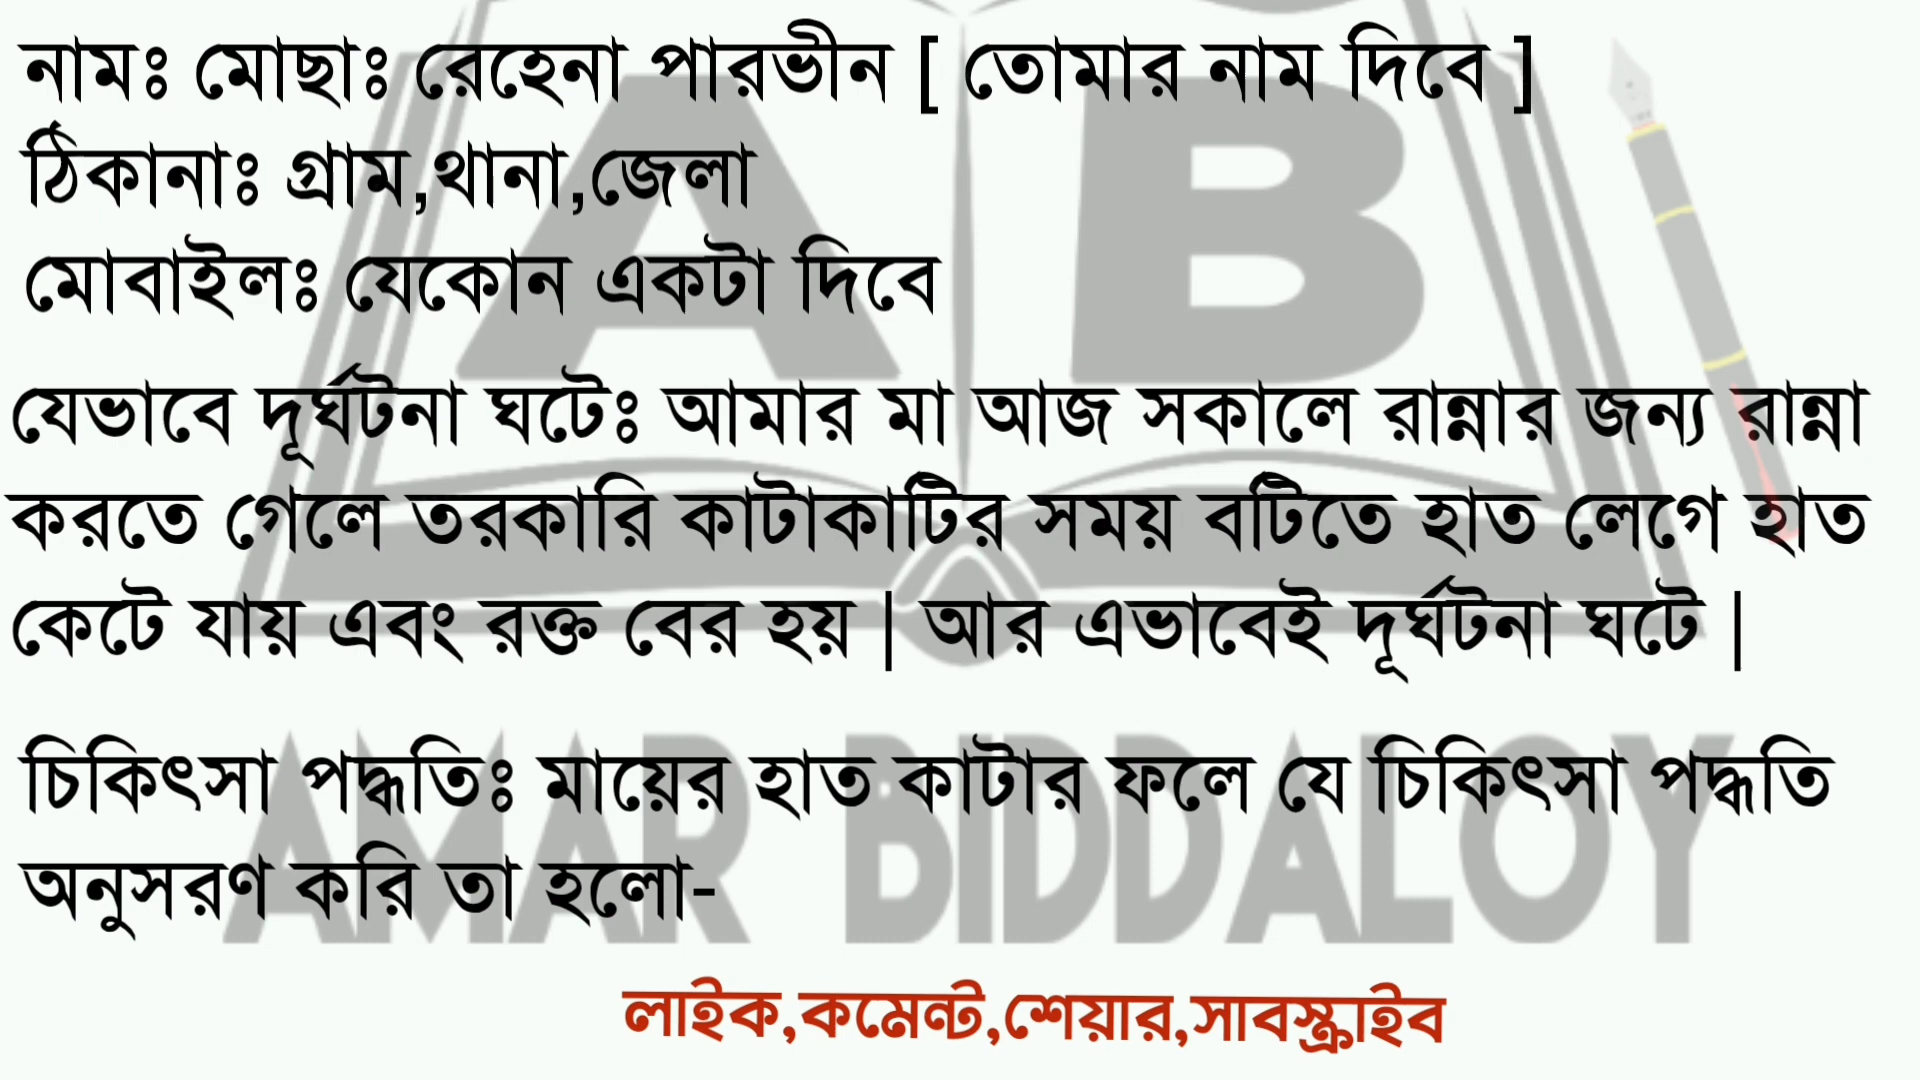 নামঃ মোছাঃ রেহেনা পারভীন [ তোমার নাম দিবে ]
ঠিকানাঃ গ্রাম,থানা,জেলা
মোবাইলঃ যেকোন একটা দিবে
যেভাবে দূর্ঘটনা ঘটেঃ আমার মা আজ সকালে রান্নার জন্য রান্না
করতে গেলে তরকারি কাটাকাটির সময় বটিতে হাত লেগে হাত
কেটে যায় এবং রক্ত বের হয় | আর এভাবেই দূর্ঘটনা ঘটে |
চিকিৎসা পদ্ধতিঃ মায়ের হাত কাটার ফলে যে চিকিৎসা পদ্ধতি
অনুসরণ করি তা হলো-
লাইক,কমেন্ট,শেয়ার,সাবস্ক্রাইব
AB
AMAR BIDDALOY